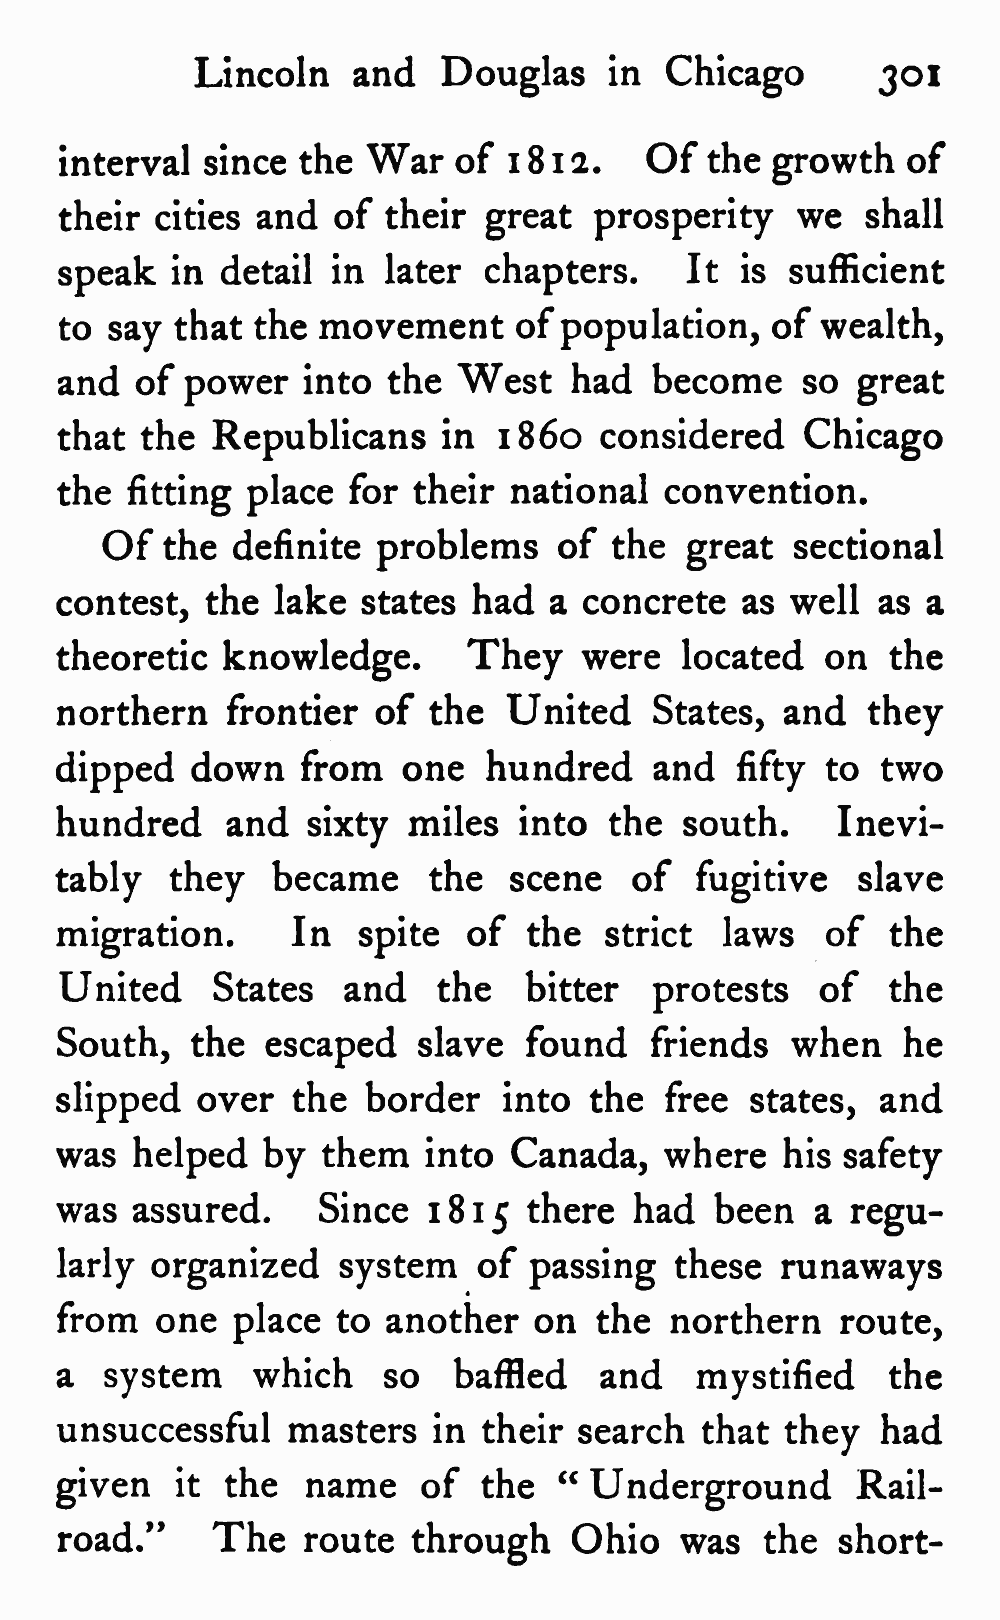 Lincoln and Douglas in Chicago 301
interval since the War of 1812. Of the growth of
their cities and of their great prosperity we shall
speak in detail in later chapters. It is sufficient
to say that the movement of population, of wealth,
and of power into the West had become so great
that the Republicans in 1860 considered Chicago
the fitting place for their national convention.
Of the definite problems of the great sectional
contest, the lake states had a concrete as well as a
theoretic knowledge. They were located on the
northern frontier of the United States, and they
dipped down from one hundred and fifty to two
hundred and sixty miles into the south. Inevi-
tably they became the scene of fugitive slave
migration. In spite of the strict laws of the
United States and the bitter protests of the
South, the escaped slave found friends when he
slipped over the border into the free states, and
was helped by them into Canada, where his safety
was assured. Since 1815 there had been a regu-
larly organized system of passing these runaways
from one place to another on the northern route,
a system which so baffled and mystified the
unsuccessful masters in their search that they had
given it the name of the “Underground Rail-
road.” The route through Ohio was the short-